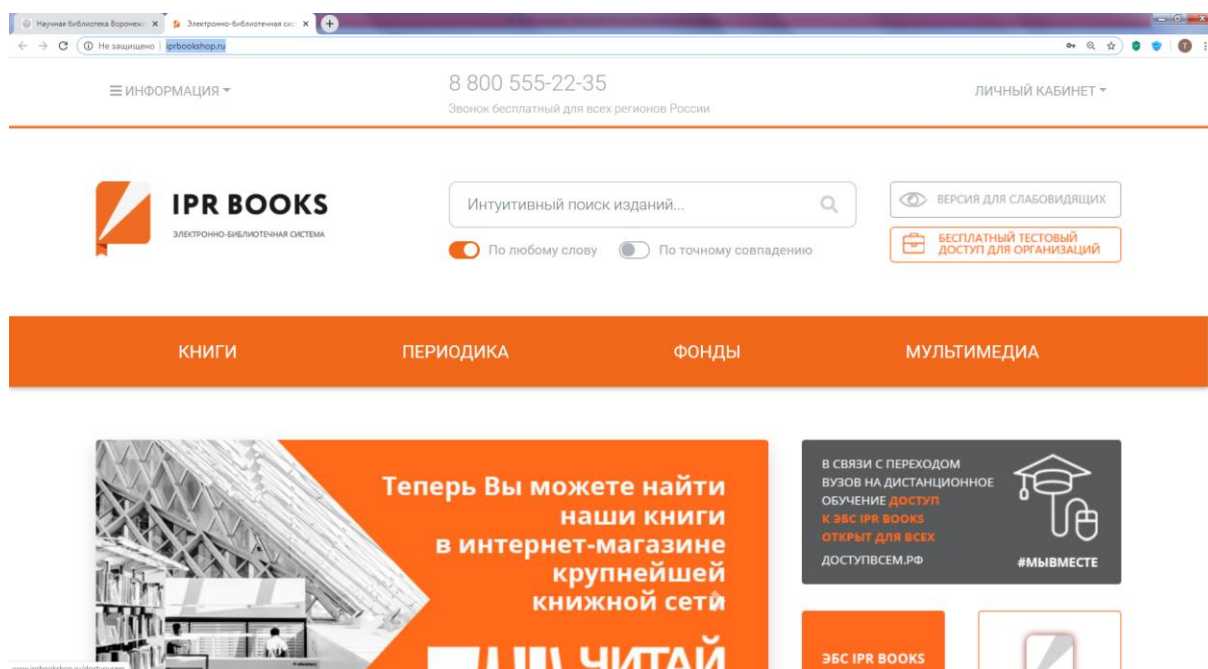 Научная библиотека Воронежс
Электронно-библиотечная сис
Не защищено | iprbookshop.ru
ИНФОРМАЦИЯ
8 800 555-22-35
Звонок бесплатный для всех регионов России
ЛИЧНЫЙ КАБИНЕТ
IPR BOOKS
ЭЛЕКТРОННО-БИБЛИОТЕЧНАЯ СИСТЕМА
Интуитивный поиск изданий...
По любому слову
По точному совпадению
ВЕРСИЯ ДЛЯ СЛАБОВИДЯЩИХ
БЕСПЛАТНЫЙ ТЕСТОВЫЙ
ДОСТУП ДЛЯ ОРГАНИЗАЦИЙ
КНИГИ
ПЕРИОДИКА
ФОНДЫ
МУЛЬТИМЕДИА
Теперь Вы можете найти
наши книги
в интернет-магазине
крупнейшей
книжной сети
ЧИТАЙ
В СВЯЗИ С ПЕРЕХОДОМ
ВУЗОВ НА ДИСТАНЦИОННОЕ
ОБУЧЕНИЕ ДОСТУП
К ЭБС IPR BOOKS
ОТКРЫТ ДЛЯ ВСЕХ
ДОСТУПВСЕМ.РФ
#МЫВМЕСТЕ
ЭБС IPR BOOKS